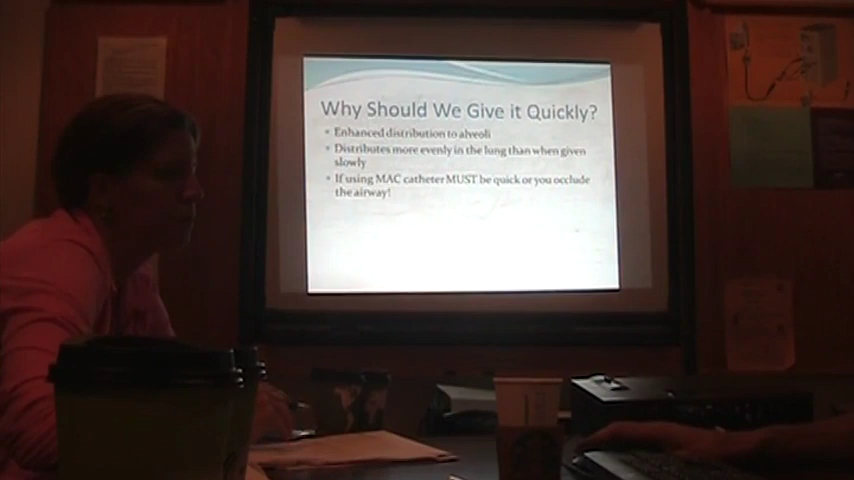 Why Should We Give it Quickly?
Enhanced distribution to alveoli
Distributes more evenly in the lung than when given
slowly
If using MAC catheter MUST be quick or you occlude
the airway!